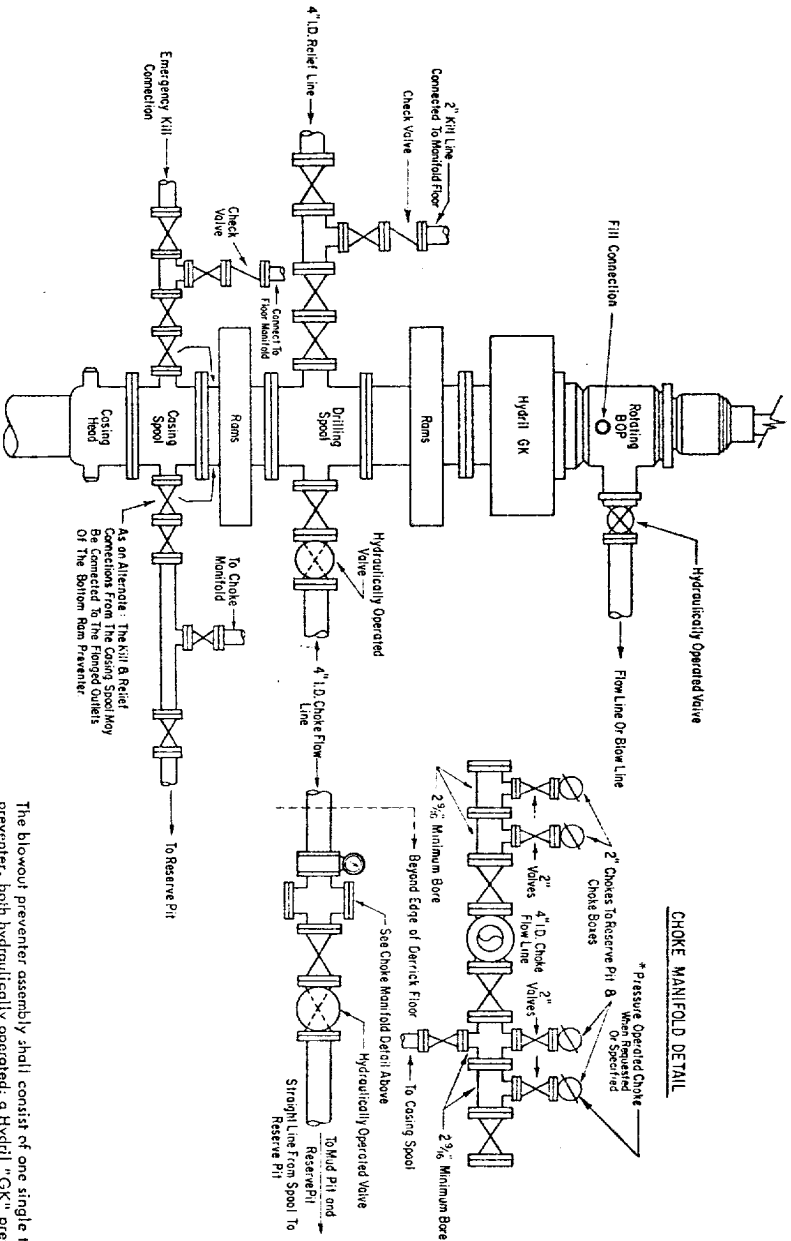 CHOKE MANIFOLD DETAIL
* Pressure Operated Choke
When Requested
Or Specified
2" Chokes To Reserve Pit &
Choke Boxes
2"
Valves
4" I.D. Choke
Flow Line
2"
Valves
2 9/16" Minimum Bore
2 9/16" Minimum Bore
To Casing Spool
Beyond Edge of Derrick Floor
See Choke Manifold Detail Above
Hydraulically Operated Valve
To Mud Pit and
Reserve Pit
Straight Line From Spool To
Reserve Pit
Fill Connection
Rotating
BOP
Hydraulically Operated Valve
Flow Line Or Blow Line
Hydril GK
Rams
2" Kill Line
Connected To Manifold Floor
Check Valve
4" I.D. Relief Line
Drilling
Spool
Hydraulically Operated
Valve
4" I.D. Choke Flow
Line
Rams
Emergency Kill
Connection
Check
Valve
Connect To
Floor Manifold
Casing
Spool
To Choke
Manifold
To Reserve Pit
As an Alternate: The Kill & Relief
Connections From The Casing Spool May
Be Connected To The Flanged Outlets
Of The Bottom Ram Preventer.
Casing
Head
The blowout preventer assembly shall consist of one single
preventer, both hydraulically operated; a Hydril "GK"